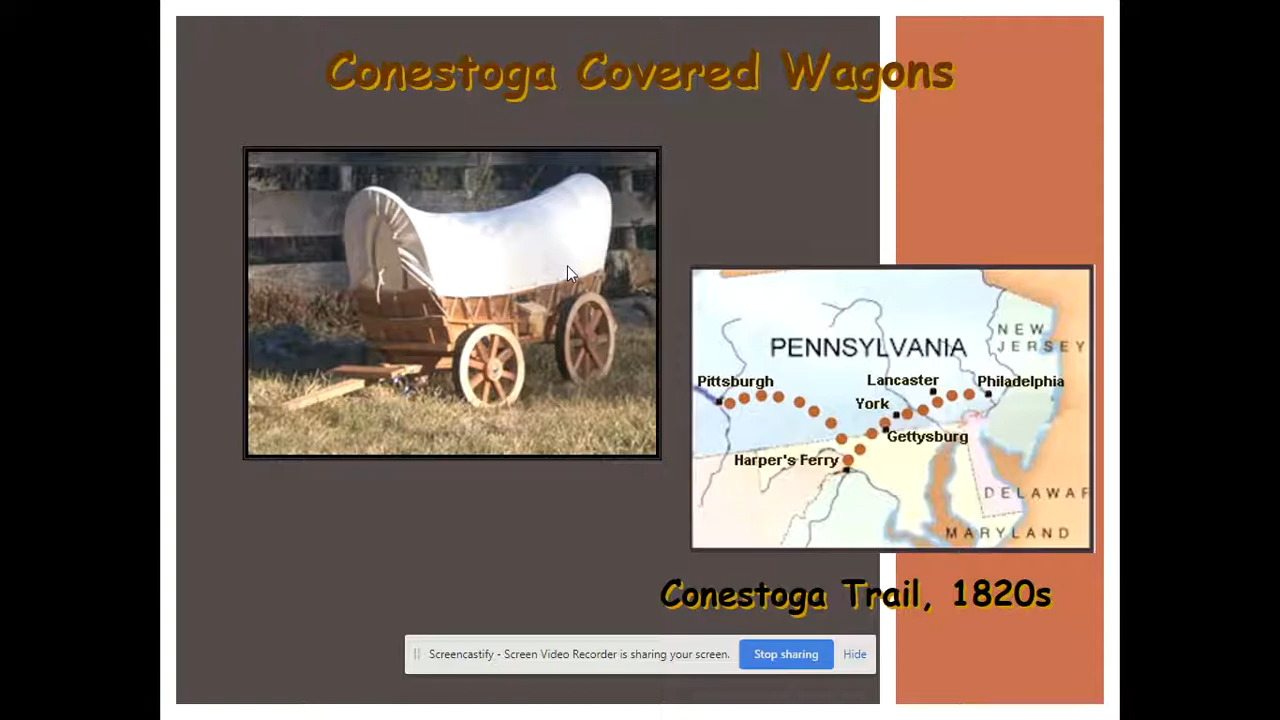 Conestoga Covered Wagons
PENNSYLVANIA
NEW
JERSEY
Pittsburgh
Lancaster
Philadelphia
York
Gettysburg
Harper's Ferry
DELAWAR
MARYLAND
Conestoga Trail, 1820s
Screencastify - Screen Video Recorder is sharing your screen.
Stop sharing
Hide